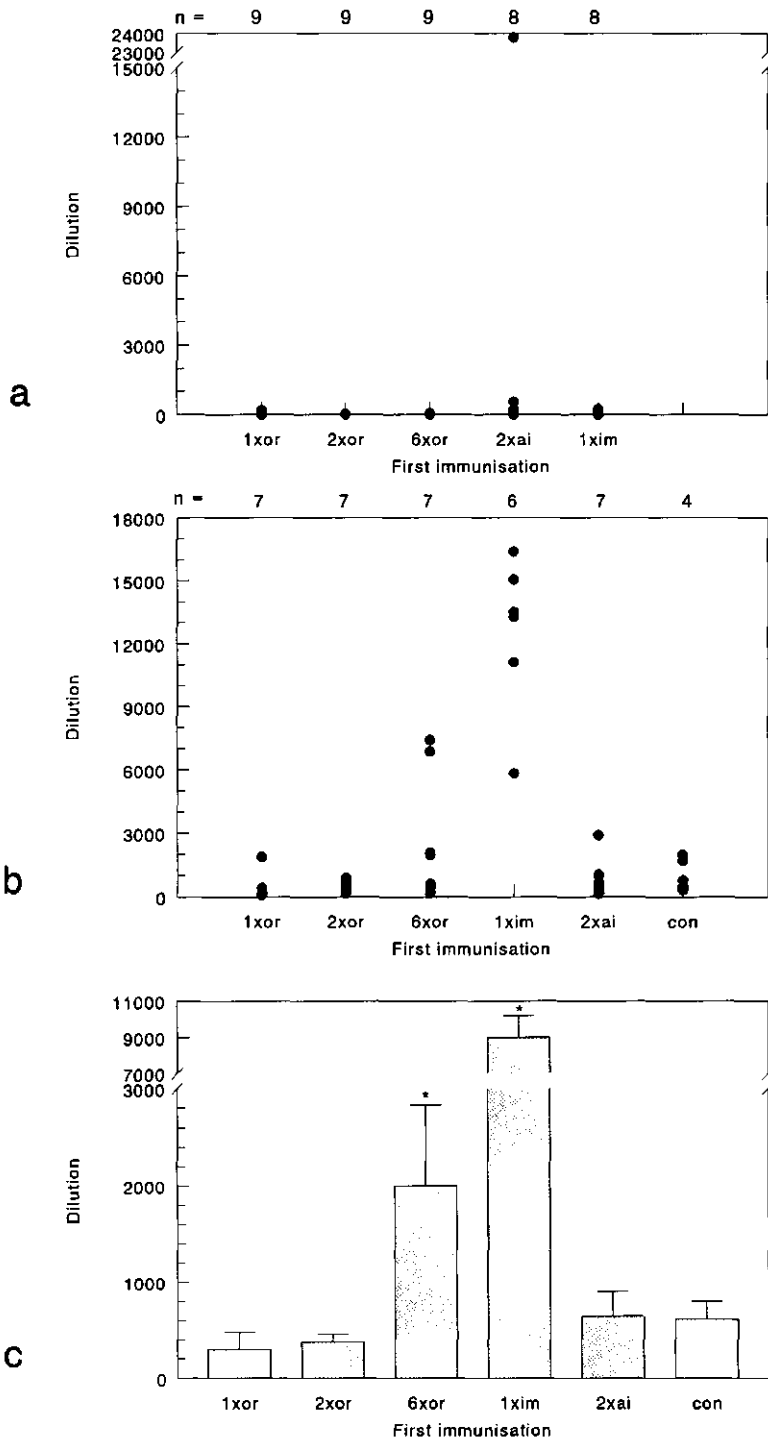 n = 9 9 9 8 8
24000
23000
15000
12000
9000
6000
3000
0
Dilution
a
1xor 2xor 6xor 2xai 1xim
First immunisation
n = 7 7 7 6 7 4
18000
15000
12000
9000
6000
3000
0
Dilution
b
1xor 2xor 6xor 1xim 2xai con
First immunisation
11000
9000
7000
3000
2000
1000
0
Dilution
* *
c
1xor 2xor 6xor 1xim 2xai con
First immunisation